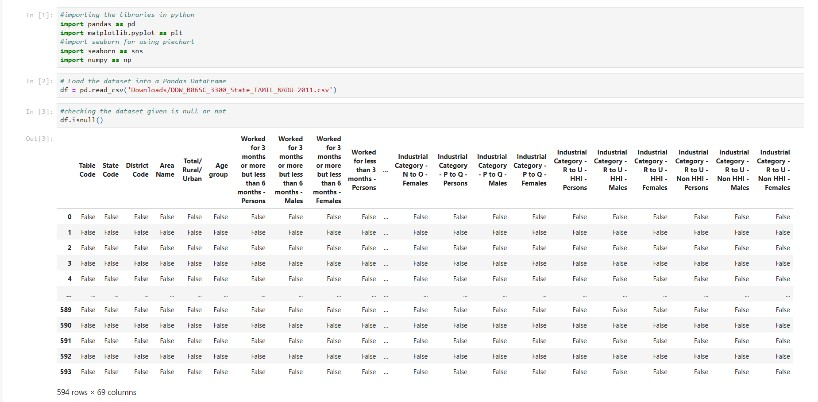 In [1]: #importing the libraries in python
import pandas as pd
import matplotlib.pyplot as plt
#import seaborn for using piechart
import seaborn as sns
import numpy as np
In [2]: # Load the dataset into a Pandas DataFrame
df = pd.read_csv('Downloads/DDW_B06SC_3300_State_TAMIL_NADU-2011.csv')
In [3]: #checking the dataset given is null or not
df.isnull()
Out[3]:
Table Code State Code District Code Area Name Total/ Rural/ Urban Age group Worked for 3 months or more but less than 6 months - Persons Worked for 3 months or more but less than 6 months - Males Worked for 3 months or more but less than 6 months - Females Worked for less than 3 months - Persons ... Industrial Category - N to O - Females Industrial Category - P to Q - Persons Industrial Category - P to Q - Males Industrial Category - P to Q - Females Industrial Category - R to U - HHI - Persons Industrial Category - R to U - HHI - Males Industrial Category - R to U - HHI - Females Industrial Category - R to U - Non HHI - Persons Industrial Category - R to U - Non HHI - Males Industrial Category - R to U - Non HHI - Females
0 False False False False False False False False False False ... False False False False False False False False False False
1 False False False False False False False False False False ... False False False False False False False False False False
2 False False False False False False False False False False ... False False False False False False False False False False
3 False False False False False False False False False False ... False False False False False False False False False False
4 False False False False False False False False False False ... False False False False False False False False False False
... ... ... ... ... ... ... ... ... ... ... ... ... ... ... ... ... ... ... ... ... ...
589 False False False False False False False False False False ... False False False False False False False False False False
590 False False False False False False False False False False ... False False False False False False False False False False
591 False False False False False False False False False False ... False False False False False False False False False False
592 False False False False False False False False False False ... False False False False False False False False False False
593 False False False False False False False False False False ... False False False False False False False False False False
594 rows × 69 columns